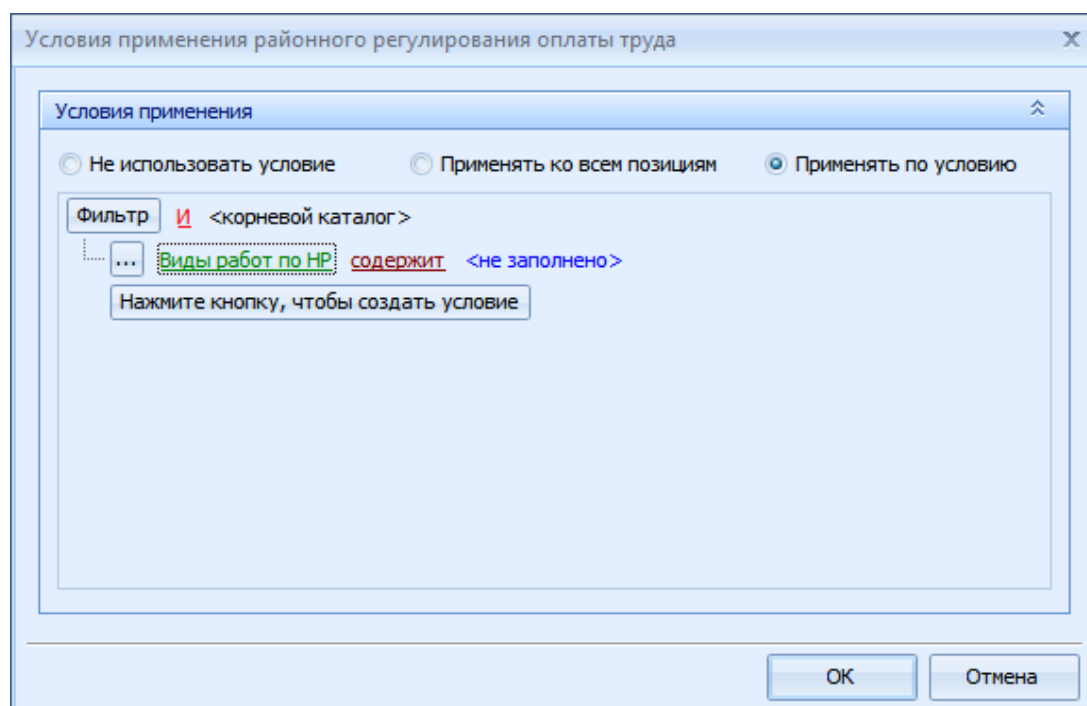 Условия применения районного регулирования оплаты труда
Условия применения
Не использовать условие Применять ко всем позициям Применять по условию
Фильтр И <корневой каталог>
... Виды работ по НР содержит <не заполнено>
Нажмите кнопку, чтобы создать условие
ОК Отмена